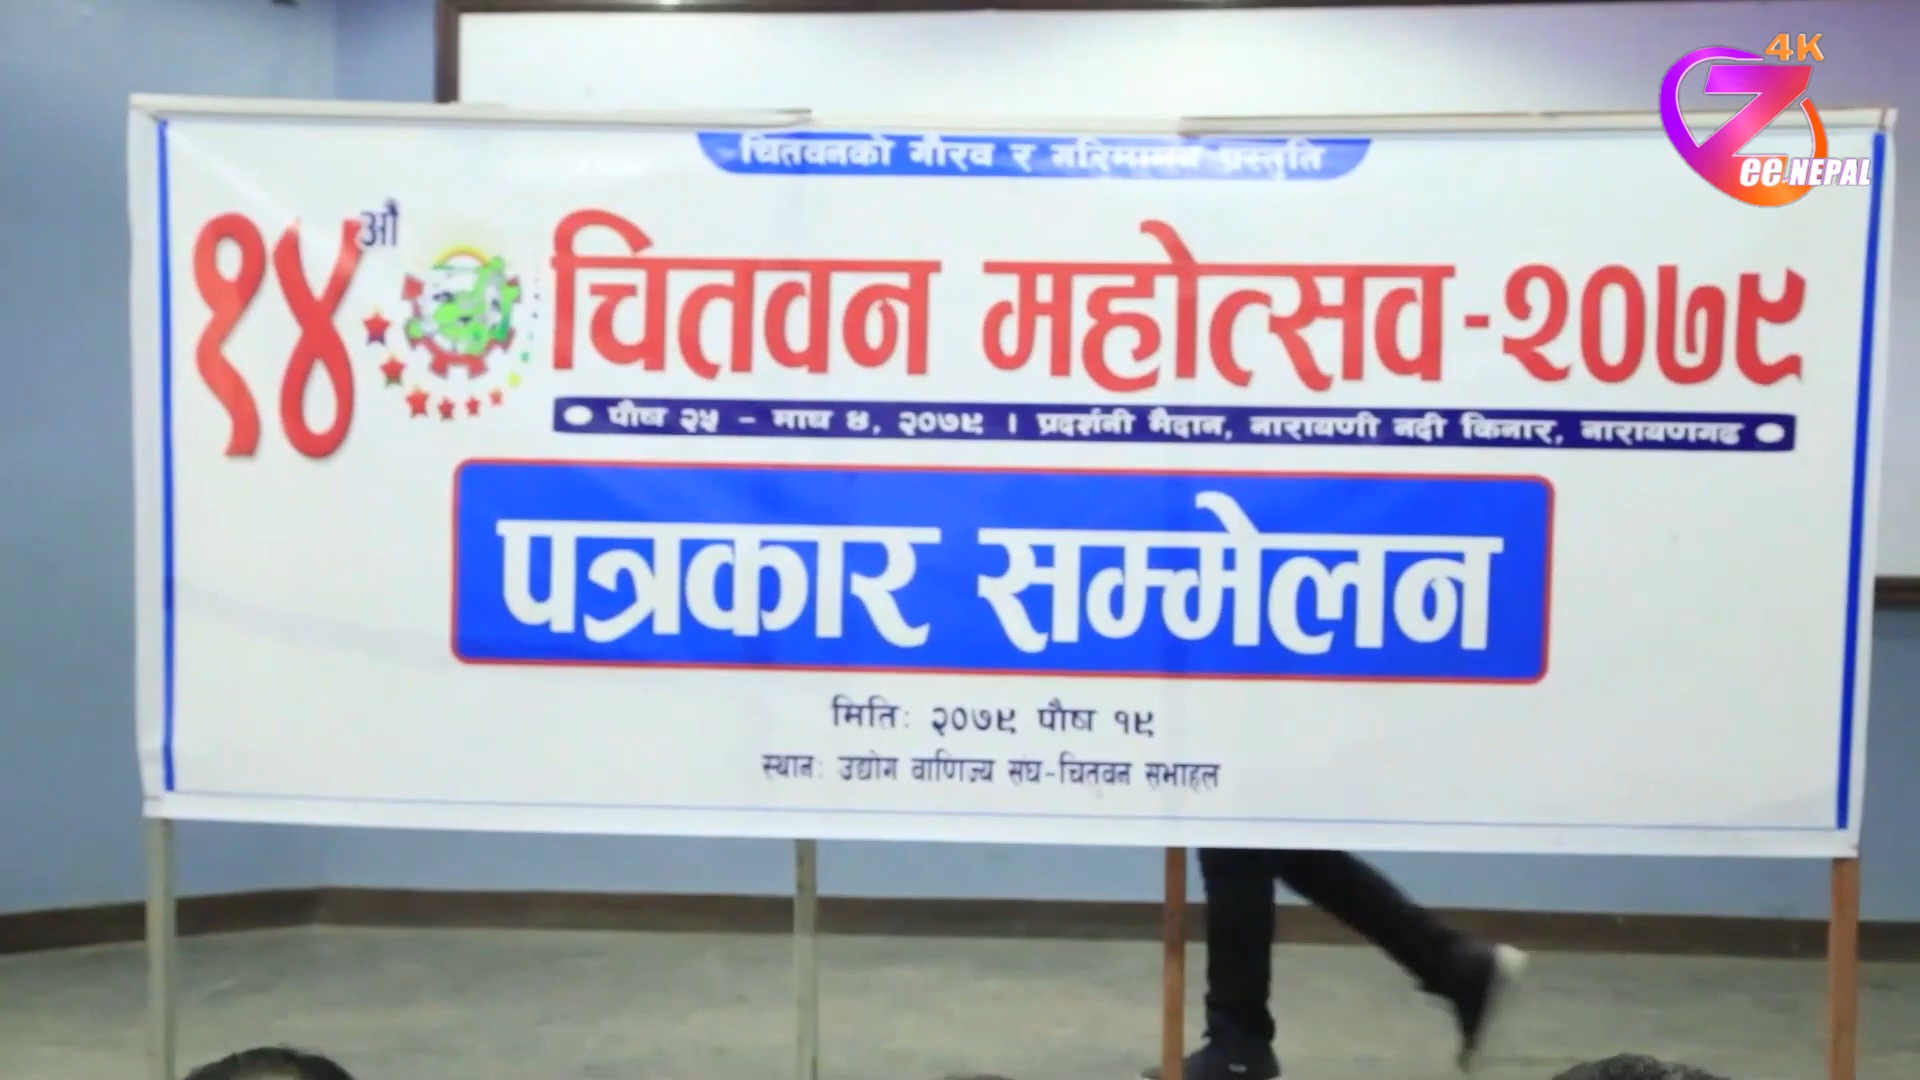 4K
Zee NEPAL
चितवनको गौरव र गरिमामय प्रस्तुति
१४औ चितवन महोत्सव-२०७९
पौष २५ - माघ ४, २०७९ । प्रदर्शनी मैदान, नारायणी नदी किनार, नारायणगढ
पत्रकार सम्मेलन
मिति: २०७९ पौष १९
स्थान: उद्योग वाणिज्य संघ-चितवन सभाहल